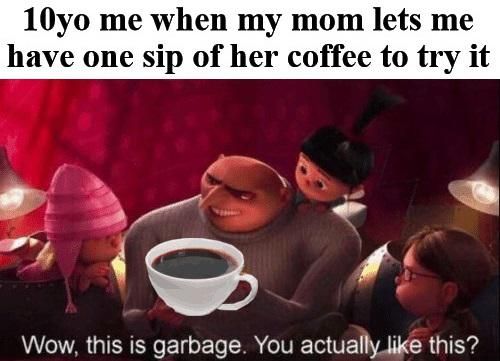 10yo me when my mom lets me
have one sip of her coffee to try it
Wow, this is garbage. You actually like this?